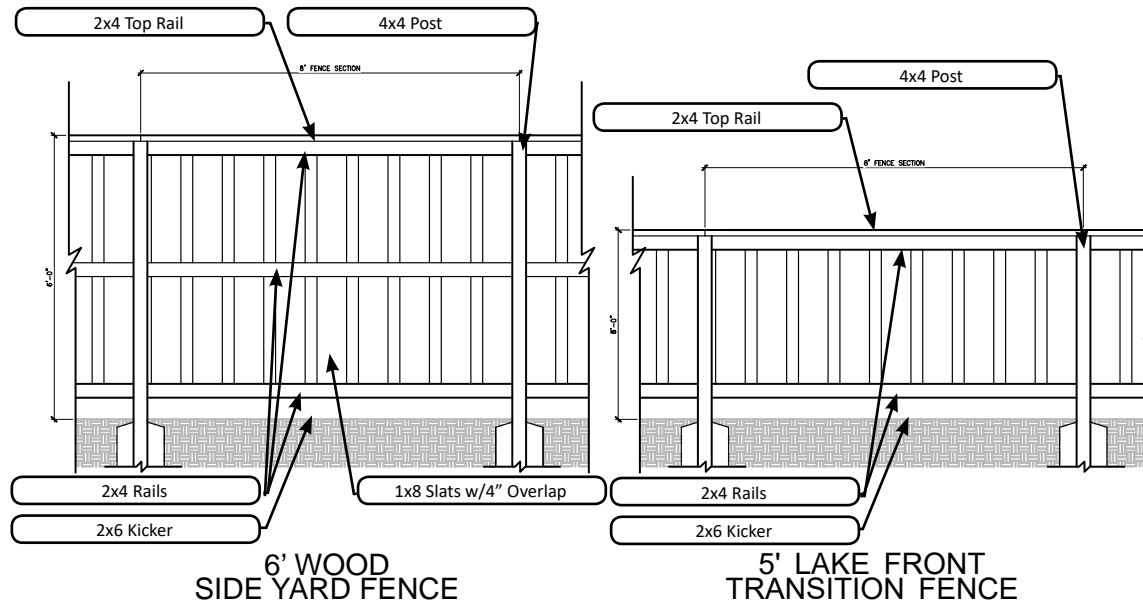 2x4 Top Rail
4x4 Post
8' FENCE SECTION
6'-0"
2x4 Rails
1x8 Slats w/4" Overlap
2x6 Kicker
6' WOOD
SIDE YARD FENCE
4x4 Post
2x4 Top Rail
8' FENCE SECTION
2x4 Rails
2x6 Kicker
5' LAKE FRONT
TRANSITION FENCE